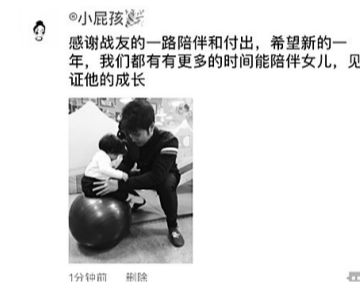 @小屁孩
感谢战友的一路陪伴和付出，希望新的一
年，我们都有有更多的时间能陪伴女儿，见
证他的成长
1分钟前 删除